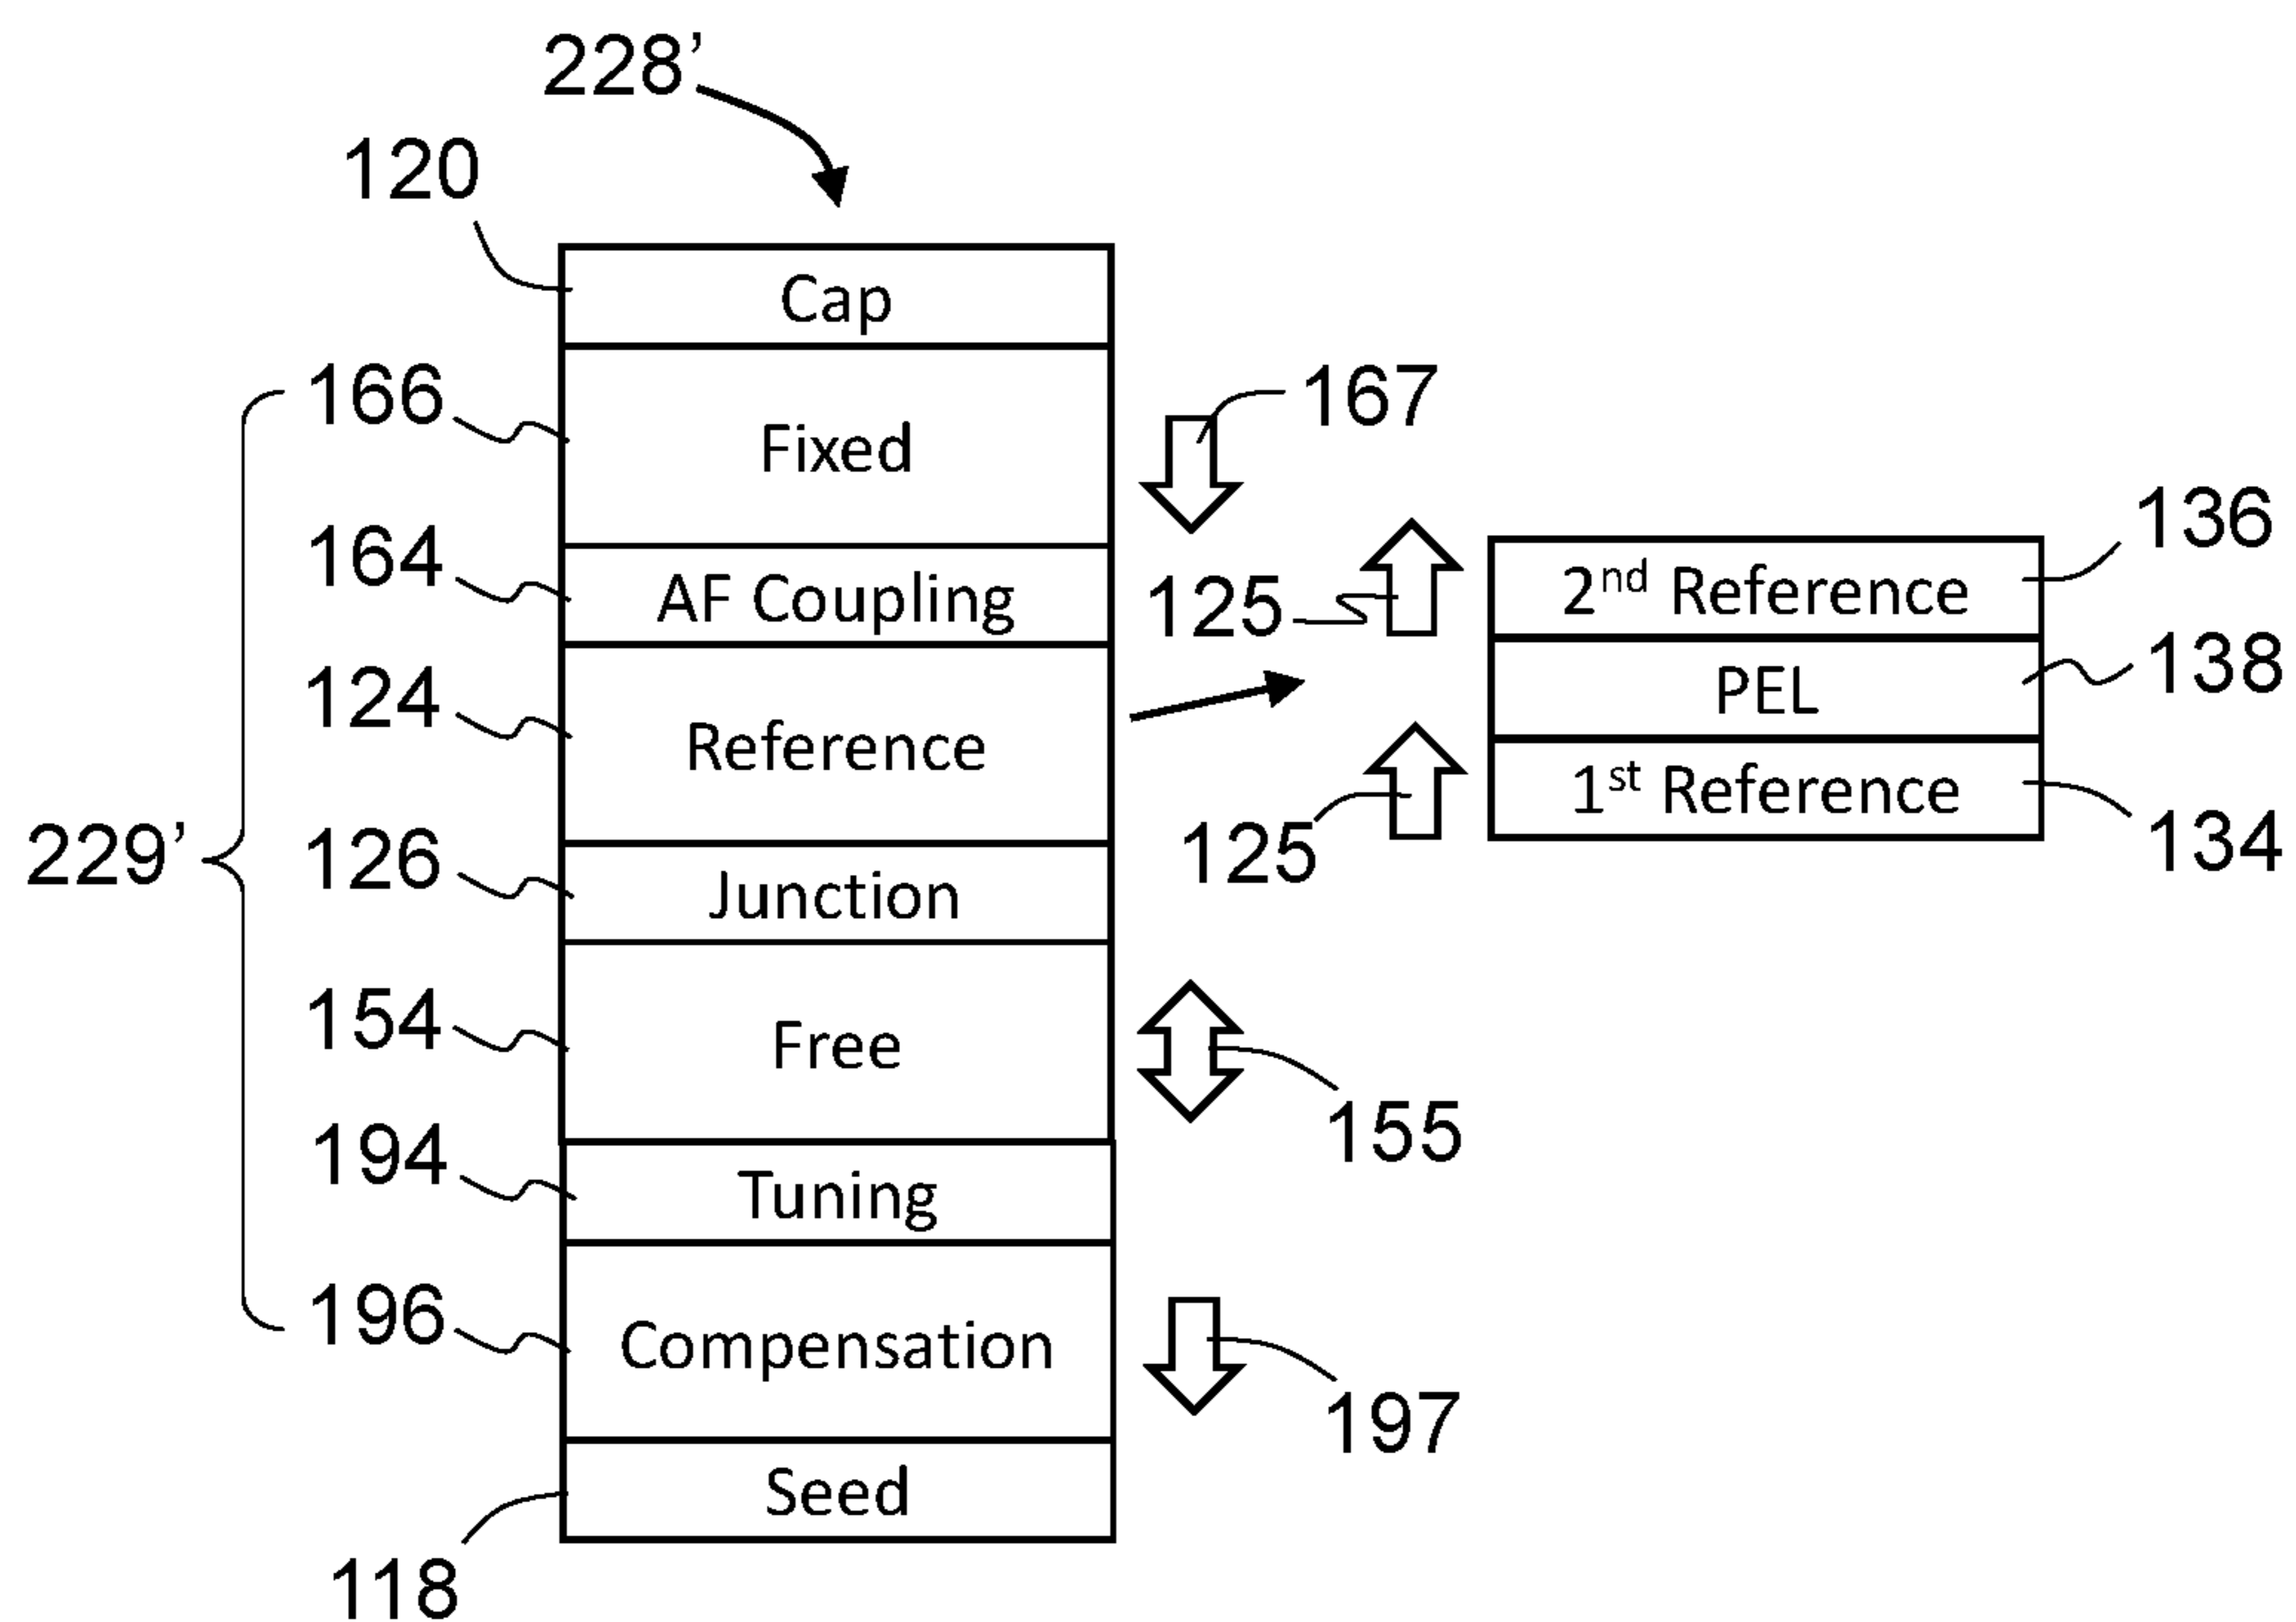 228’
120
Cap
166
Fixed
167
164
AF Coupling
125
2nd Reference
136
124
Reference
PEL
138
125
1st Reference
134
229’
126
Junction
154
Free
155
194
Tuning
196
Compensation
197
Seed
118